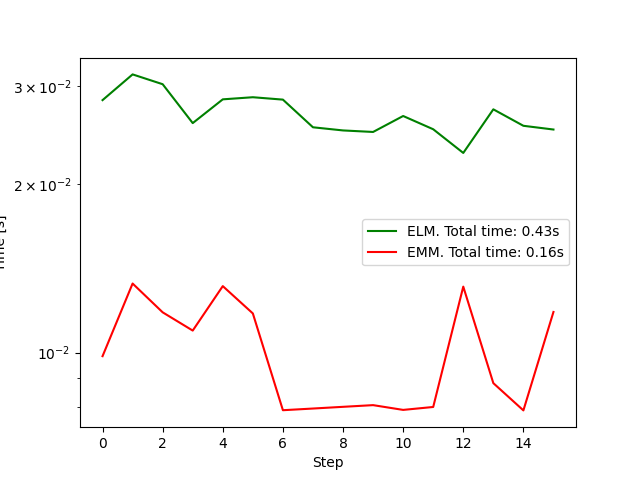 3 × 10⁻²
2 × 10⁻²
10⁻²
ELM. Total time: 0.43s
EMM. Total time: 0.16s
0 2 4 6 8 10 12 14
Step